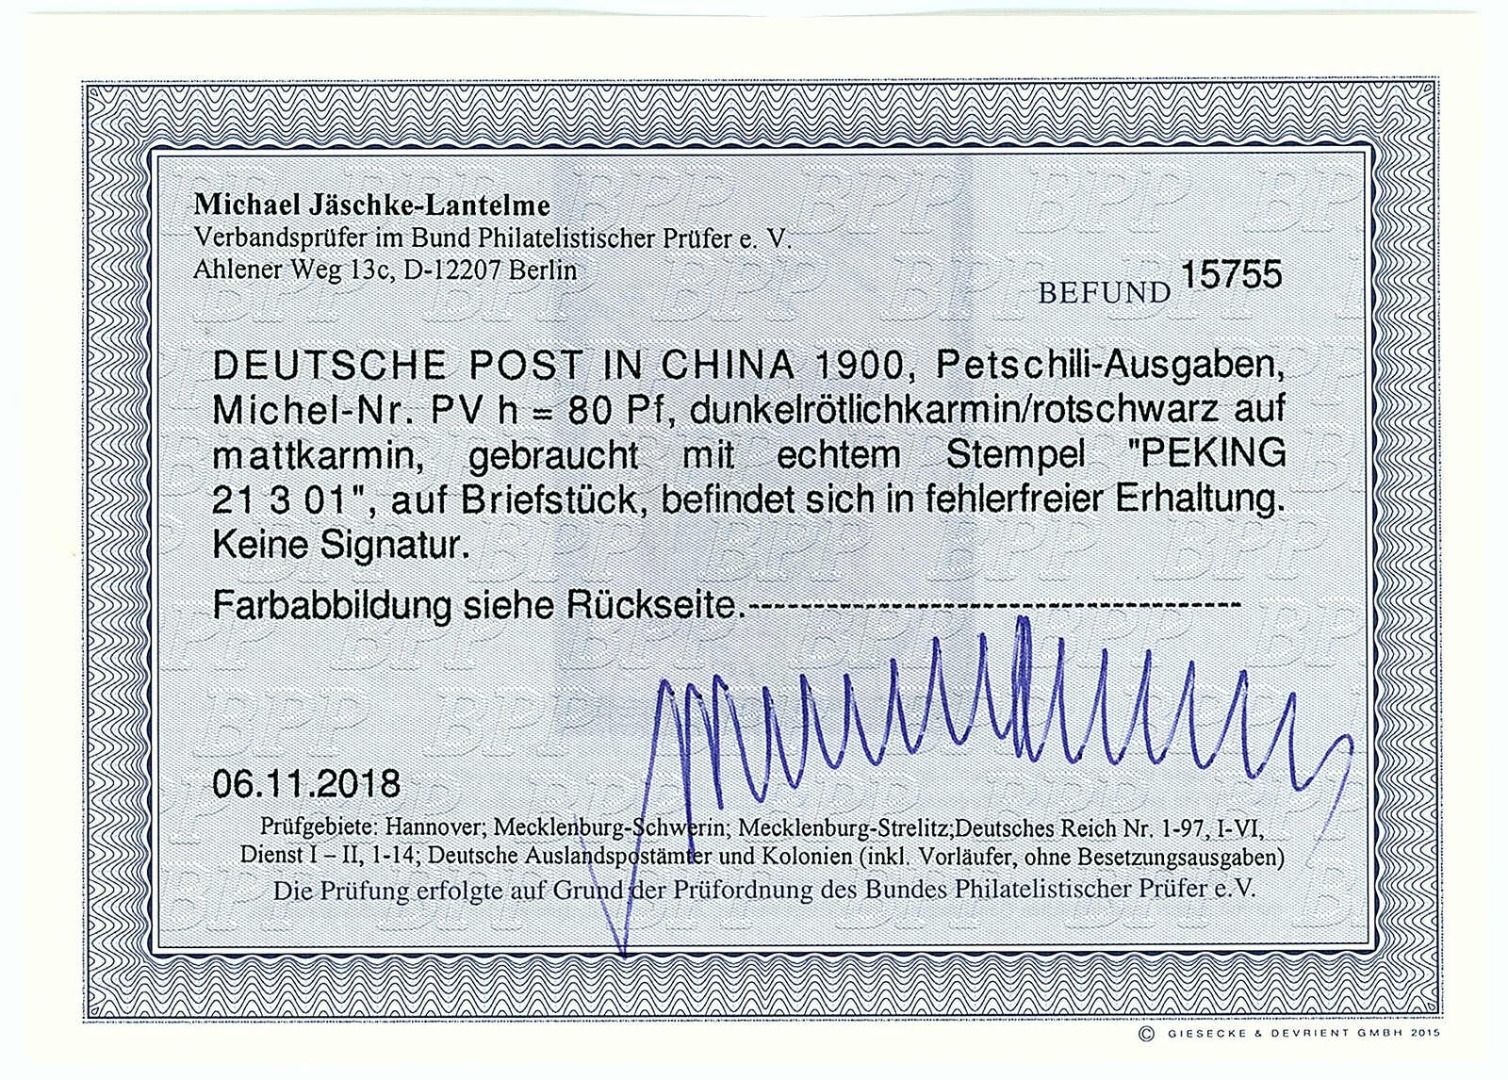 Michael Jäschke-Lantelme
Verbandsprüfer im Bund Philatelistischer Prüfer e. V.
Ahlener Weg 13c, D-12207 Berlin
BEFUND 15755
DEUTSCHE POST IN CHINA 1900, Petschili-Ausgaben,
Michel-Nr. PV h = 80 Pf, dunkelrötlichkarmin/rotschwarz auf
mattkarmin, gebraucht mit echtem Stempel "PEKING
21 3 01", auf Briefstück, befindet sich in fehlerfreier Erhaltung.
Keine Signatur.
Farbabbildung siehe Rückseite.--------------------------------------
06.11.2018
Prüfgebiete: Hannover; Mecklenburg-Schwerin; Mecklenburg-Strelitz;Deutsches Reich Nr. 1-97, I-VI,
Dienst I – II, 1-14; Deutsche Auslandspostämter und Kolonien (inkl. Vorläufer, ohne Besetzungsausgaben)
Die Prüfung erfolgte auf Grund der Prüfordnung des Bundes Philatelistischer Prüfer e.V.
© GIESECKE & DEVRIENT GMBH 2015